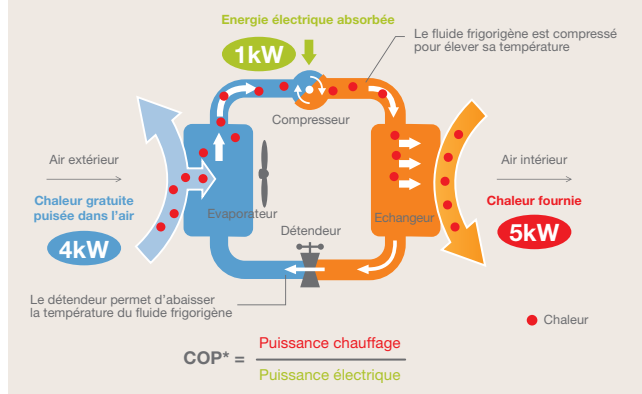 Energie électrique absorbée
1kW
Le fluide frigorigène est compressé
pour élever sa température
Compresseur
Air extérieur
Chaleur gratuite
puisée dans l'air
4kW
Evaporateur
Détendeur
Echangeur
Air intérieur
Chaleur fournie
5kW
Le détendeur permet d'abaisser
la température du fluide frigorigène
Chaleur
COP* =
Puissance chauffage
Puissance électrique